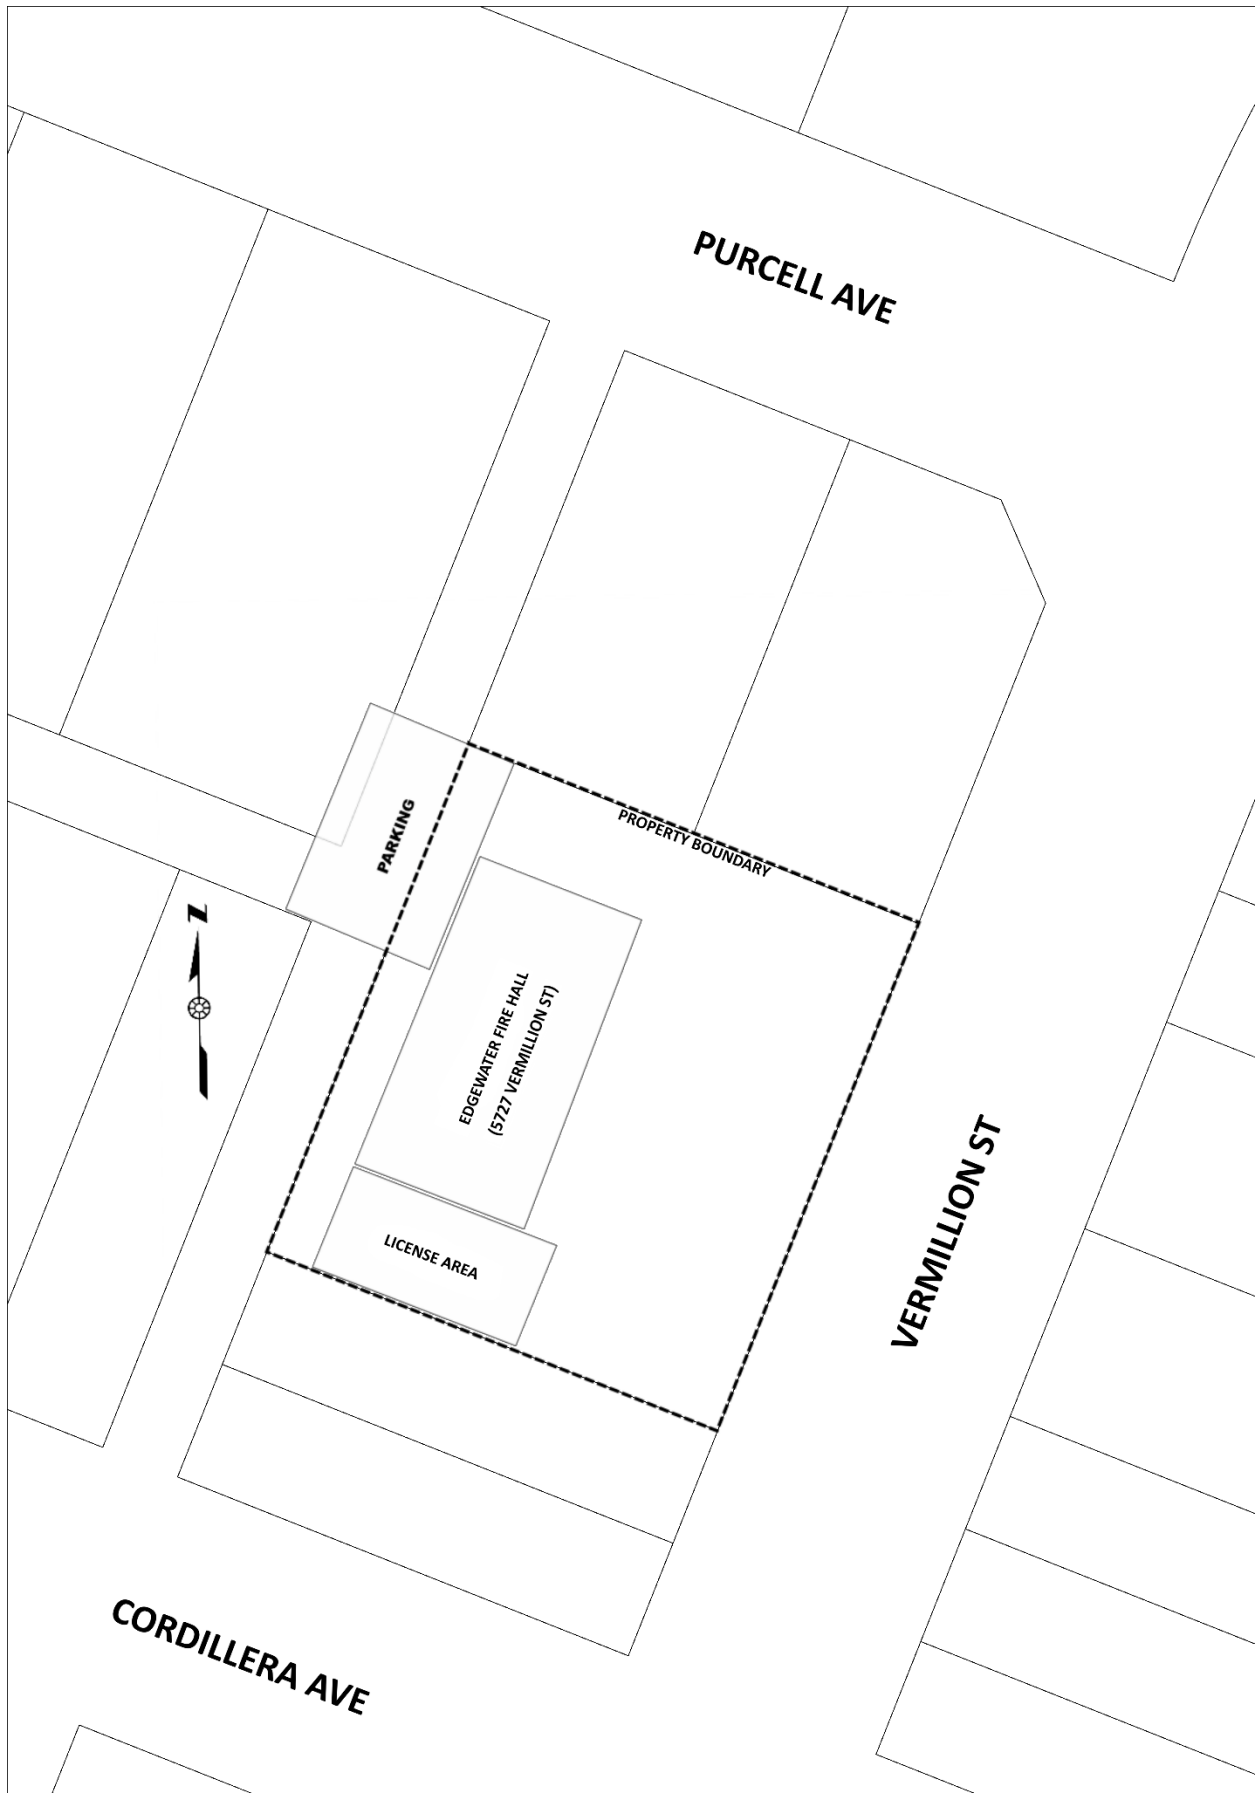 PURCELL AVE
PARKING
PROPERTY BOUNDARY
N
EDGEWATER FIRE HALL
(5727 VERMILLION ST)
VERMILLION ST
LICENSE AREA
CORDILLERA AVE